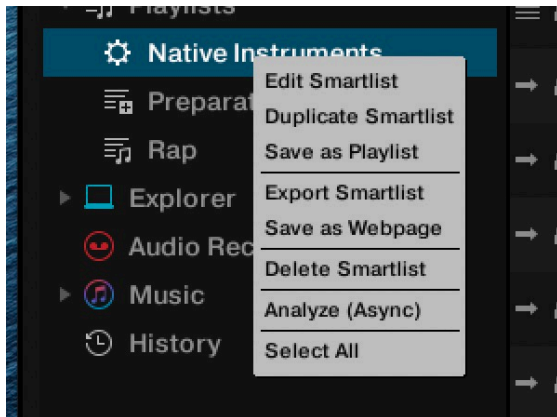 Playlists
Native Instruments
Edit Smartlist
Preparat
Duplicate Smartlist
Rap
Save as Playlist
Explorer
Export Smartlist
Save as Webpage
Audio Rec
Delete Smartlist
Music
Analyze (Async)
History
Select All